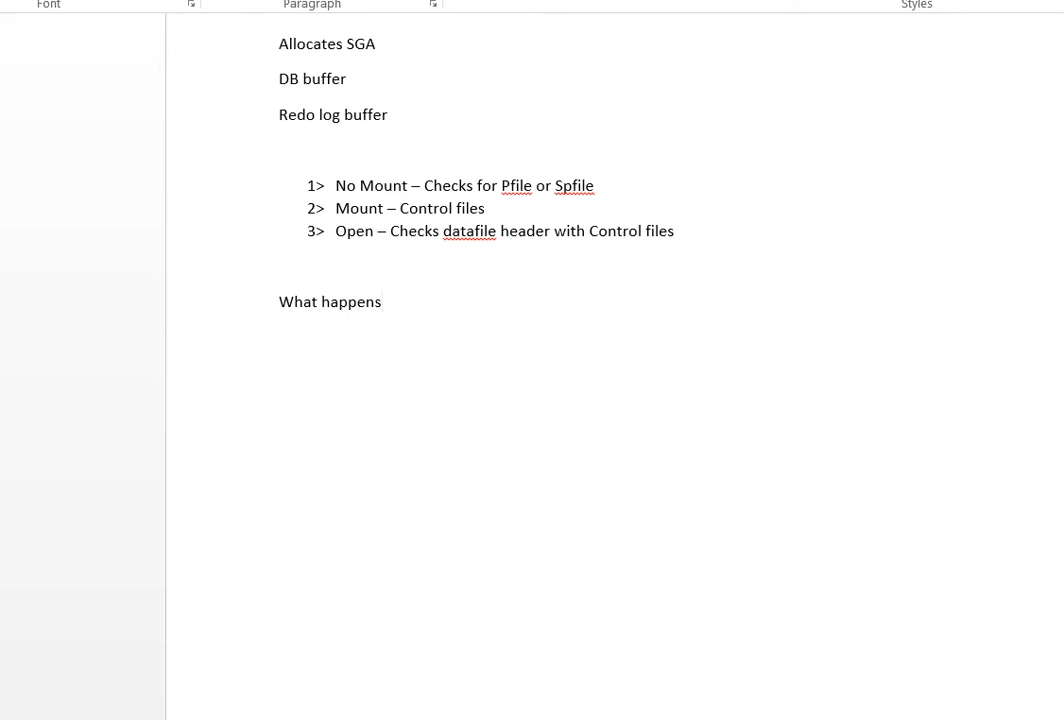 Font Paragraph Styles
Allocates SGA
DB buffer
Redo log buffer
1> No Mount – Checks for Pfile or Spfile
2> Mount – Control files
3> Open – Checks datafile header with Control files
What happens